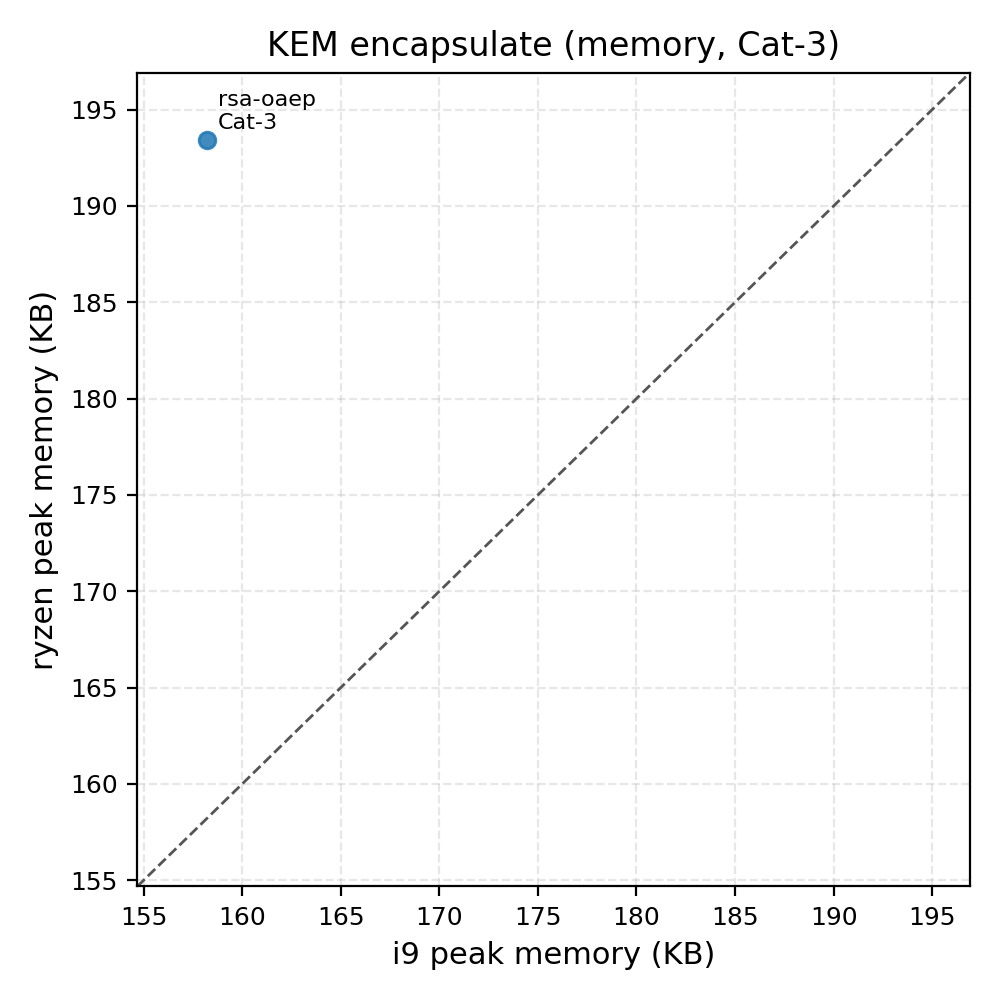 KEM encapsulate (memory, Cat-3)
rsa-oaep
Cat-3
ryzen peak memory (KB)
195
190
185
180
175
170
165
160
155
155 160 165 170 175 180 185 190 195
i9 peak memory (KB)